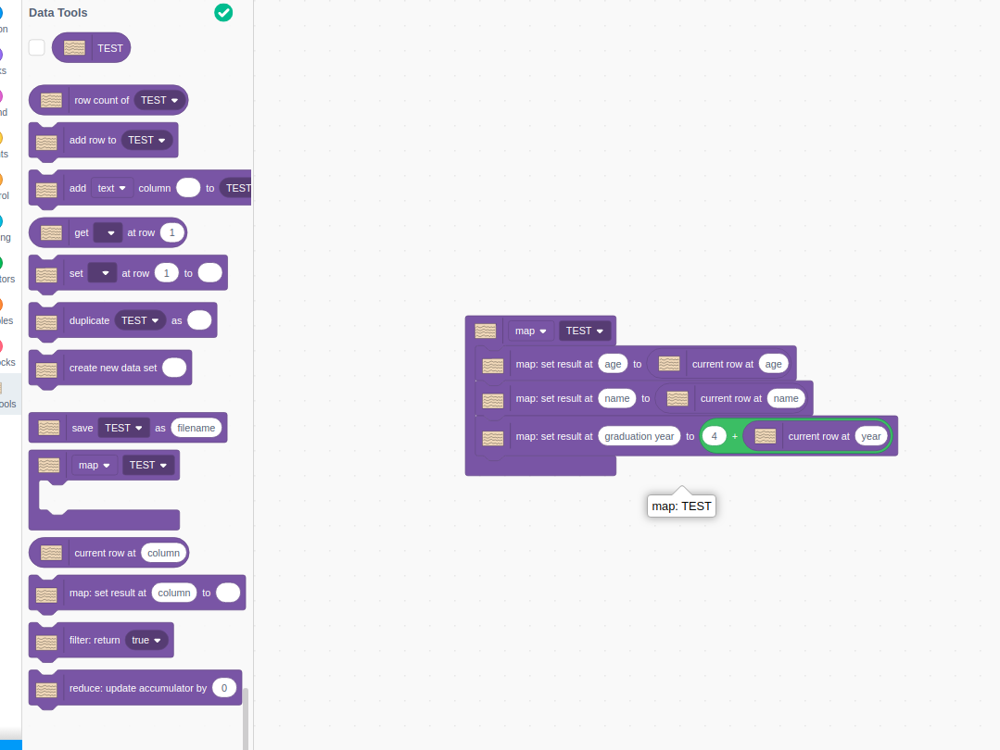 Data Tools
on
TEST
ks
row count of TEST
nd
add row to TEST
nts
add text column to TEST
rol
get at row 1
ng
set at row 1 to
tors
duplicate TEST as
les
create new data set
ocks
ools
save TEST as filename
map TEST
current row at column
map: set result at column to
filter: return true
reduce: update accumulator by 0
map TEST
map: set result at age to current row at age
map: set result at name to current row at name
map: set result at graduation year to 4 + current row at year
map: TEST